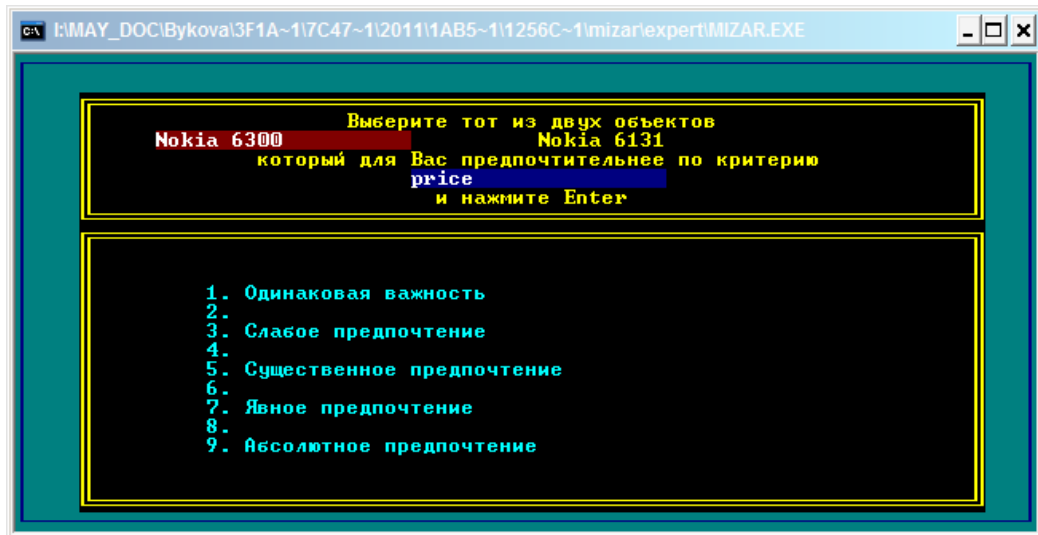 I:\MAY_DOC\Bykova\3F1A~1\7C47~1\2011\1AB5~1\1256C~1\mizar\expert\MIZAR.EXE
Выберите тот из двух объектов
Nokia 6300 Nokia 6131
который для Вас предпочтительнее по критерию
price
и нажмите Enter
1. Одинаковая важность
2.
3. Слабое предпочтение
4.
5. Существенное предпочтение
6.
7. Явное предпочтение
8.
9. Абсолютное предпочтение